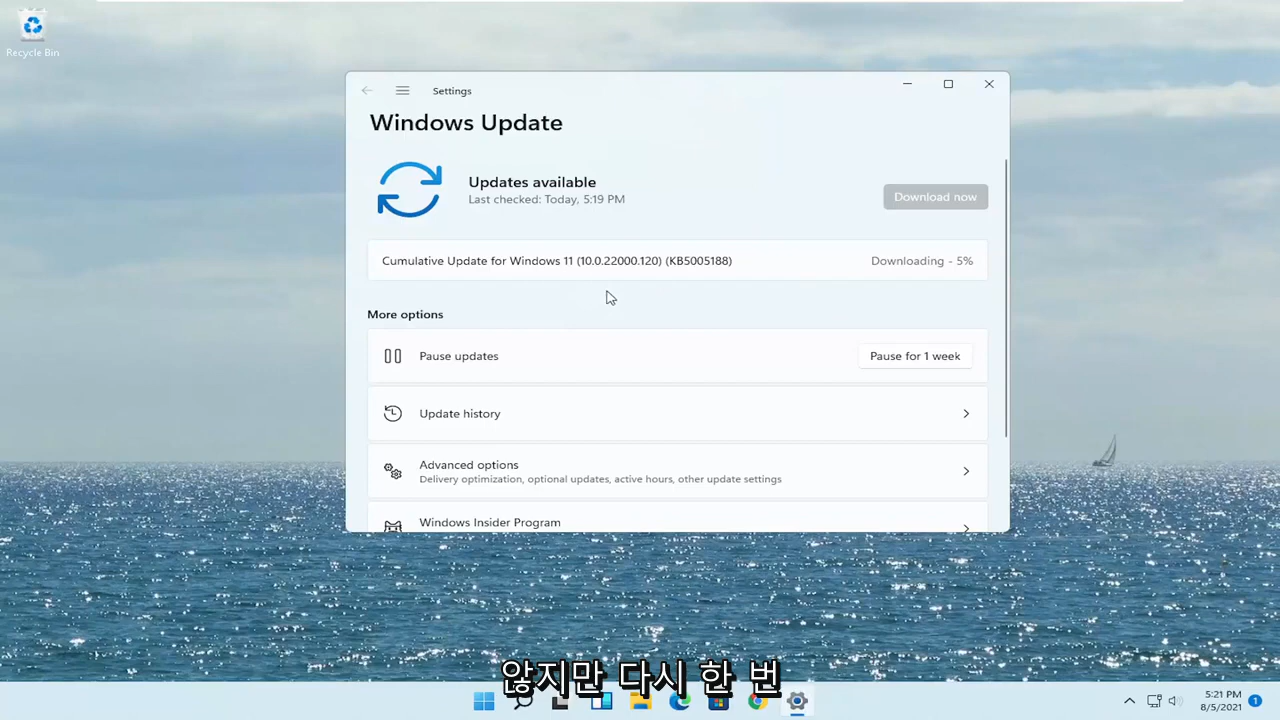 Recycle Bin
Settings
Windows Update
Updates available
Last checked: Today, 5:19 PM
Download now
Cumulative Update for Windows 11 (10.0.22000.120) (KB5005188)
Downloading - 5%
More options
Pause updates
Pause for 1 week
Update history
Advanced options
Delivery optimization, optional updates, active hours, other update settings
Windows Insider Program
않지만 다시 한 번
5:21 PM
8/5/2021
1